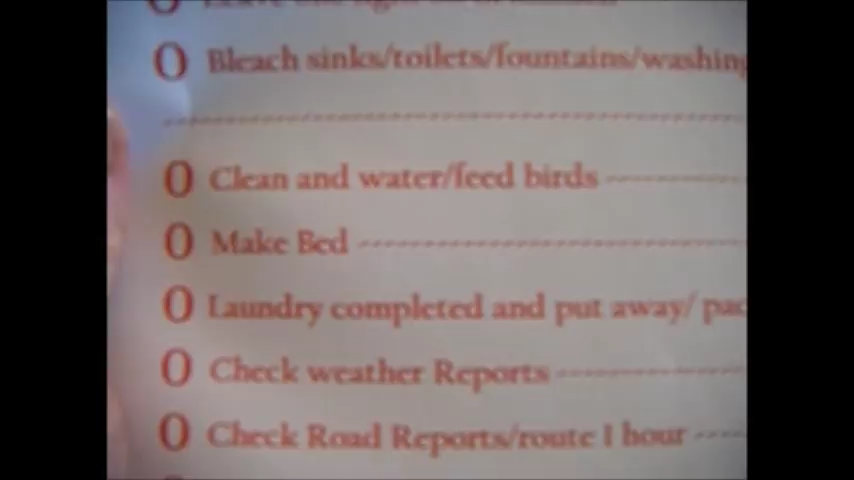 O Bleach sinks/toilets/fountains/washing
O Clean and water/feed birds
O Make Bed
O Laundry completed and put away/ pac
O Check weather Reports
O Check Road Reports/route 1 hour